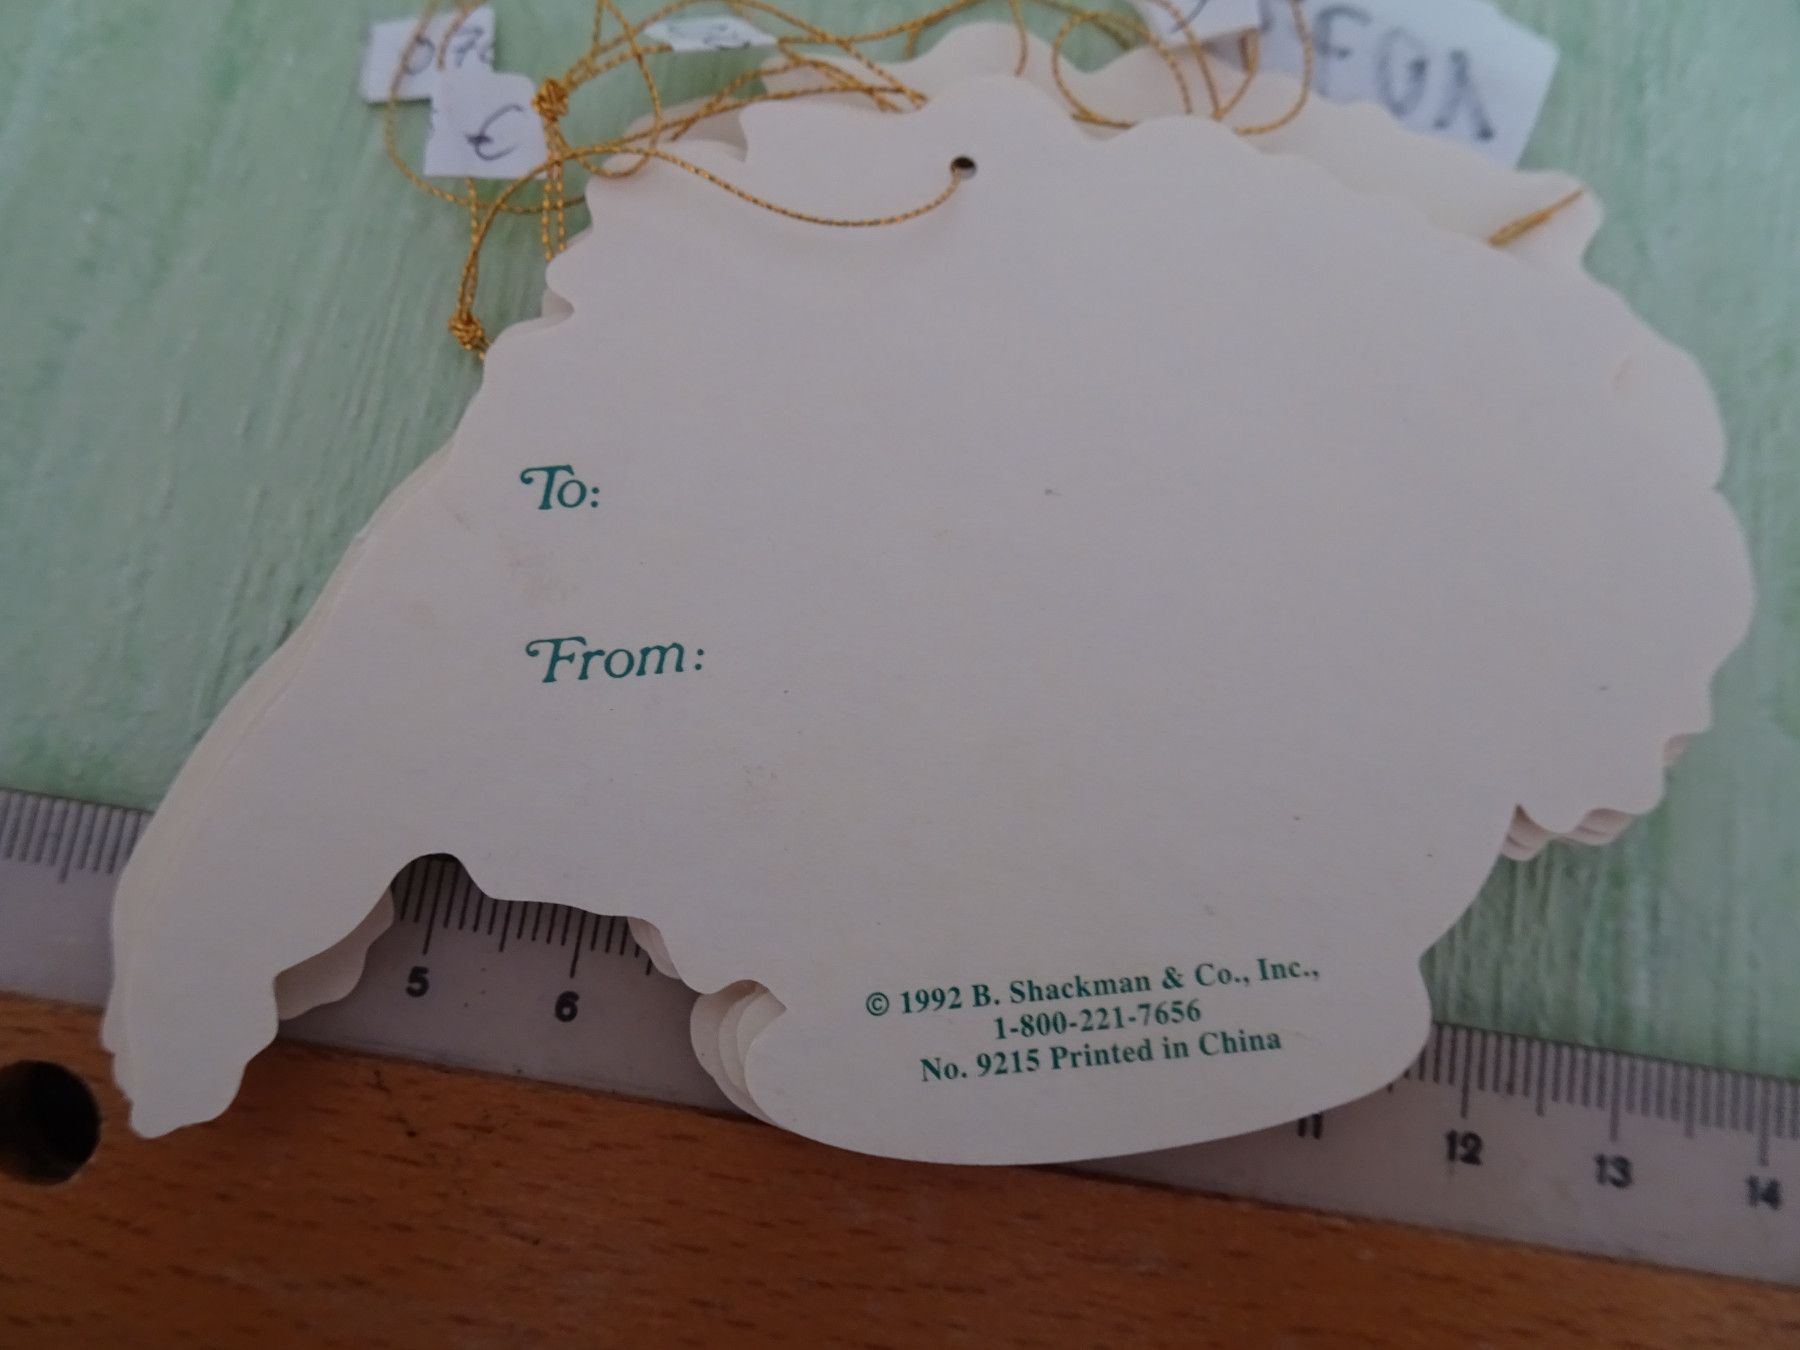 €
To:
From:
© 1992 B. Shackman & Co., Inc.,
1-800-221-7656
No. 9215 Printed in China
5 6 11 12 13 14